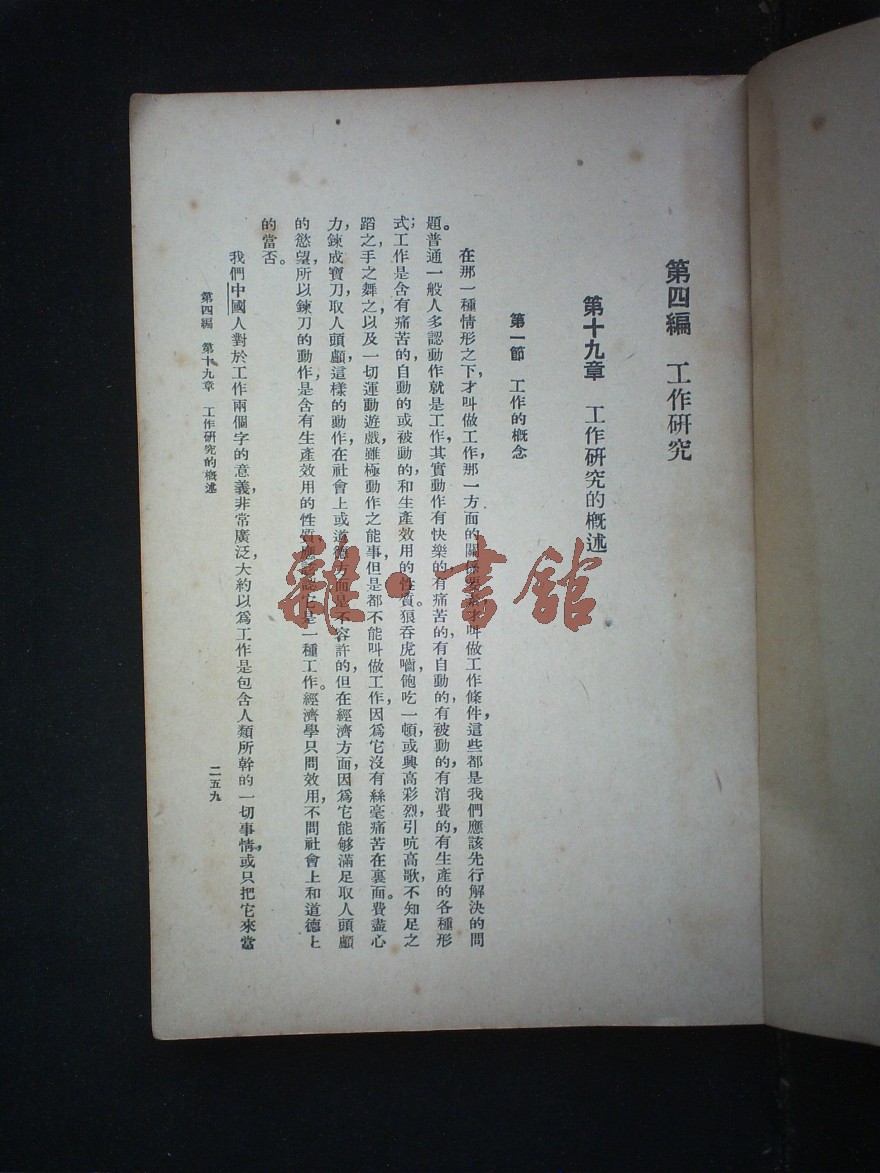 第四編　工作研究
第十九章　工作研究的概述
第一節　工作的概念
在那一種情形之下，才叫做工作，那一方面的關係要素，才叫做工作條件，這些都是我們應該先行解決的問
題。普通一般人多認動作就是工作，其實動作有快樂的，有痛苦的，有自動的，有被動的，有消費的，有生產的各種形
式；工作是含有痛苦的，自動的或被動的，和生產效用的性質。狼吞虎嚙，飽吃一頓，或興高彩烈，引吭高歌，不知足之
蹈之，手之舞之，以及一切運動遊戲，雖極動作之能事，但是都不能叫做工作，因爲它沒有絲毫痛苦在裏面。費盡心
力，鍊成寶刀，取人頭顱，這樣的動作，在社會上或道德方面是不容許的，但在經濟方面，因爲它能够滿足取人頭顱
的慾望，所以鍊刀的動作，是含有生產效用的性質，應該認它是一種工作。經濟學只問效用，不問社會上和道德上
的當否。
我們中國人對於工作兩個字的意義，非常廣泛，大約以爲工作是包含人類所幹的一切事情，或只把它來當
第四編　第十九章　工作研究的概述
二五九
雜·書館